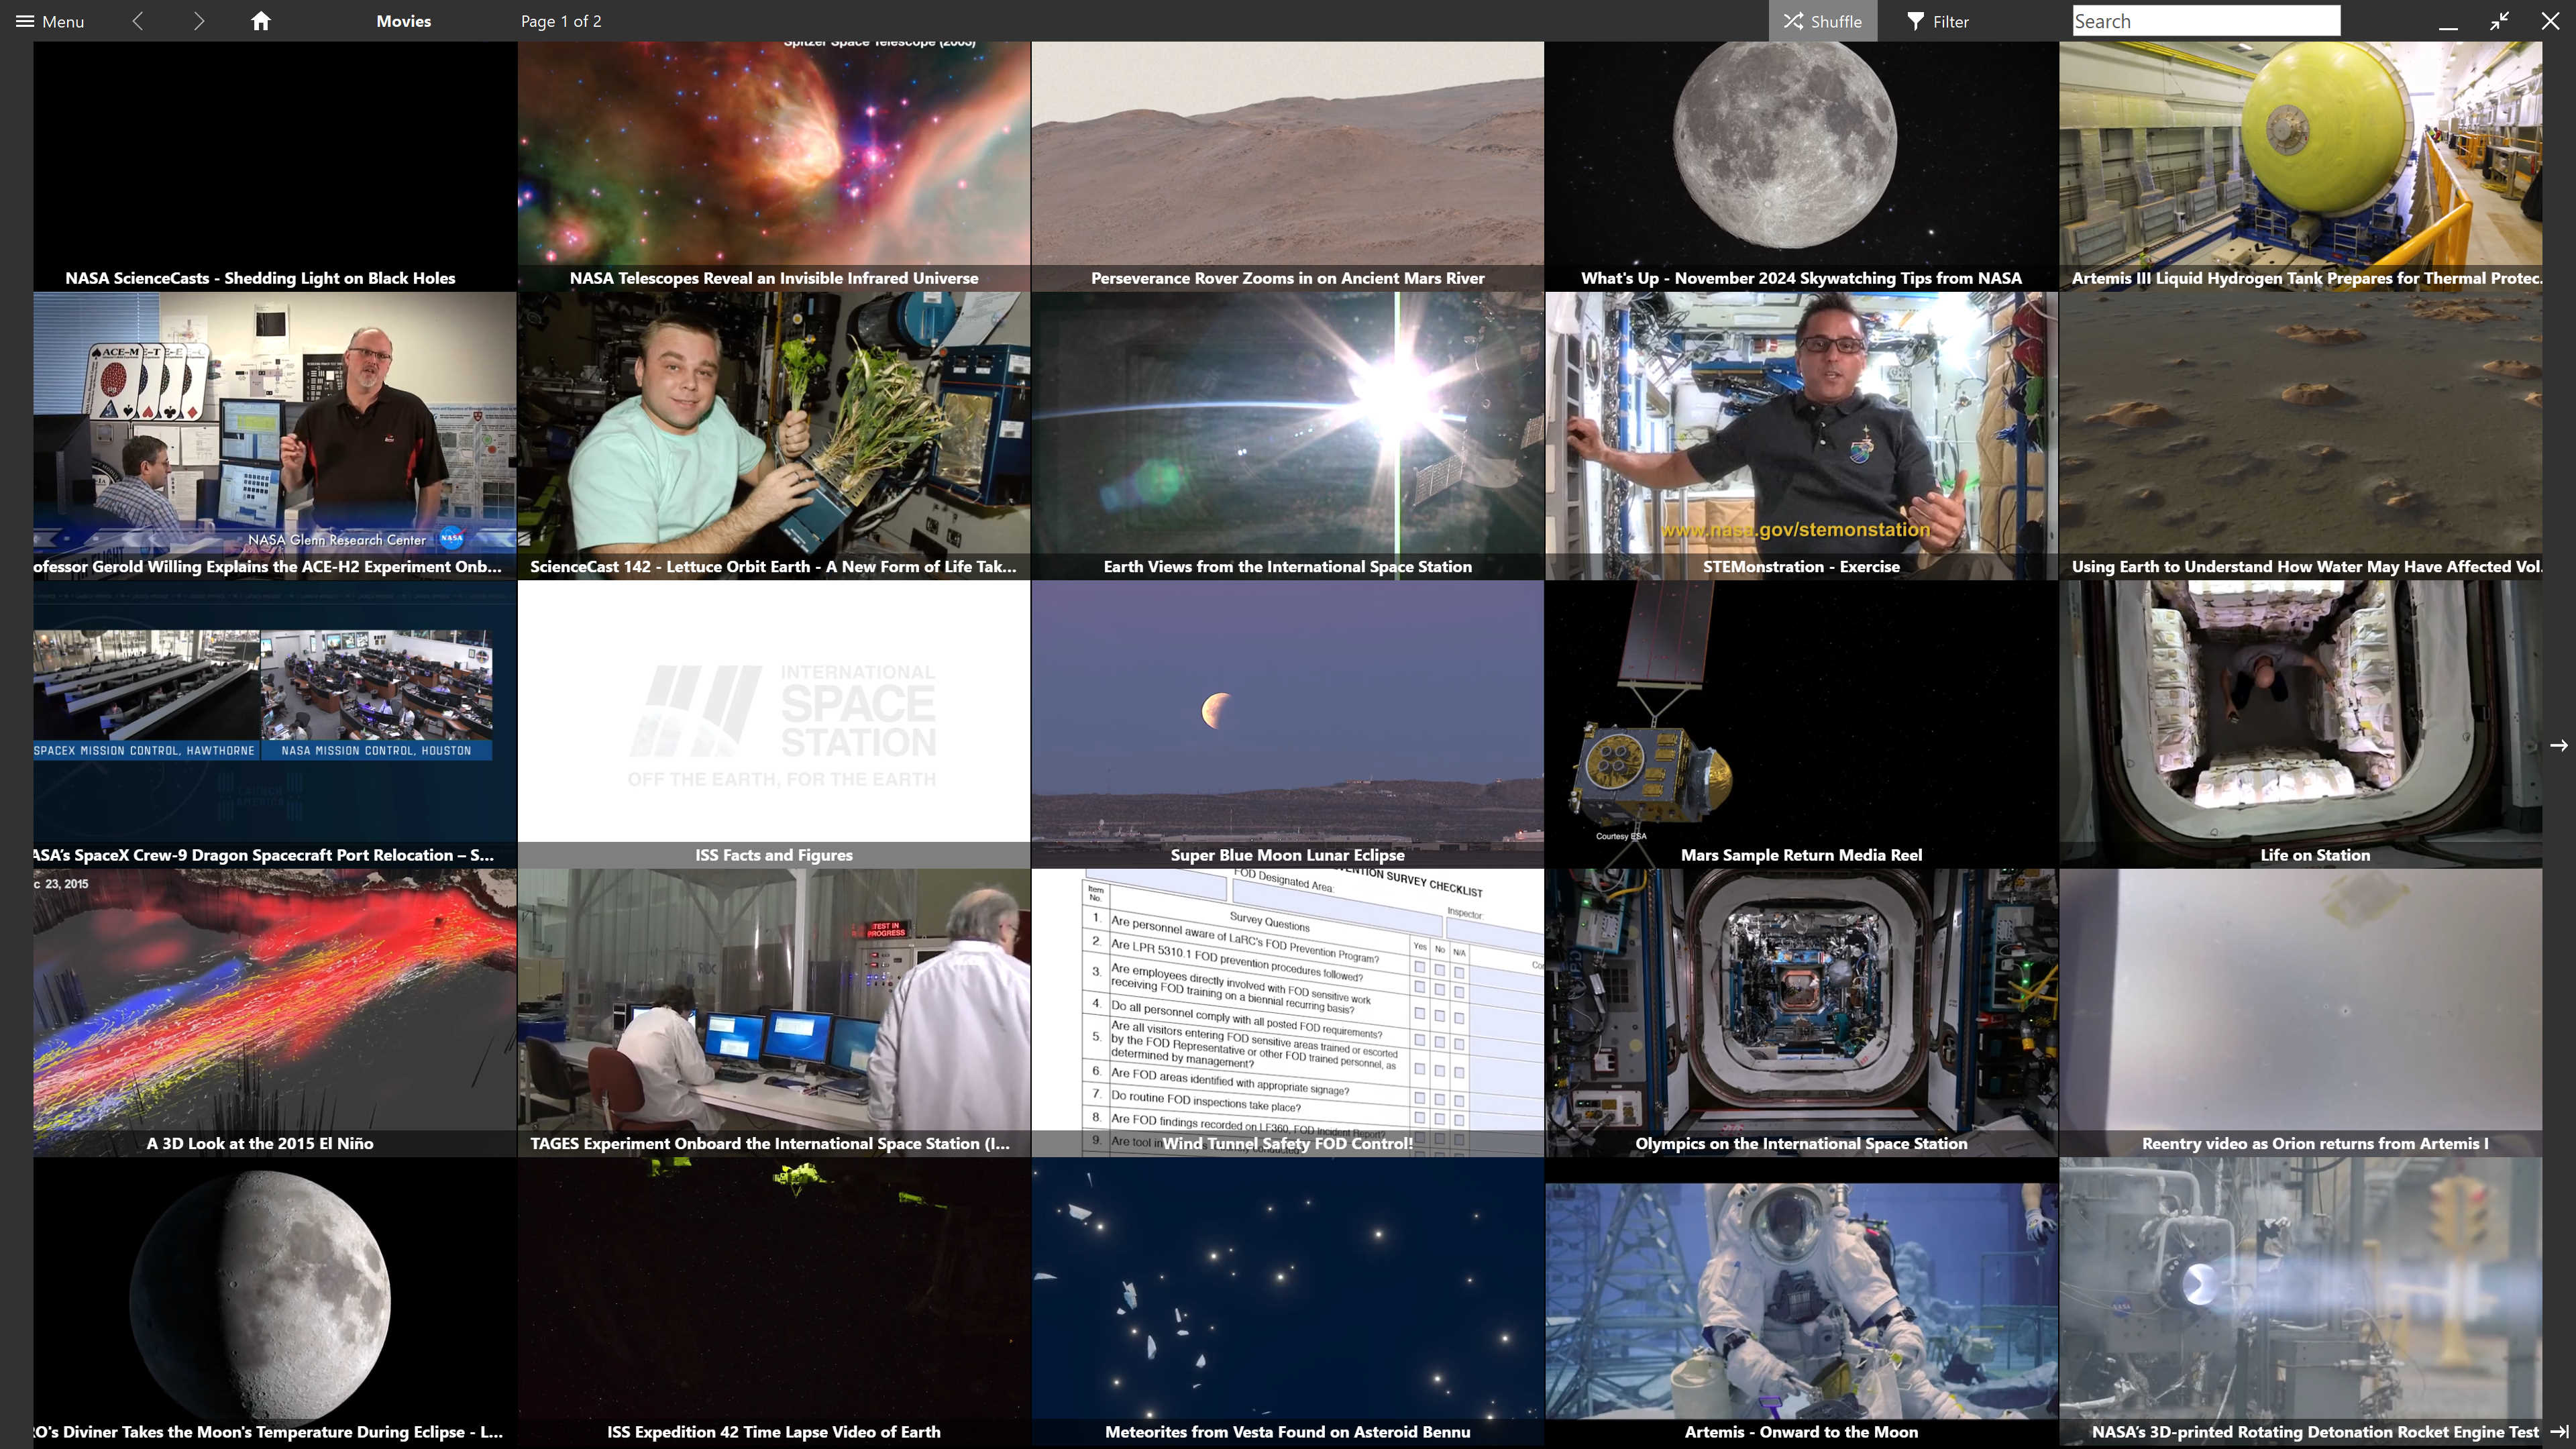 Menu
Movies
Page 1 of 2
Shuffle
Filter
Search
Spitzer Space Telescope (2003)
NASA ScienceCasts - Shedding Light on Black Holes
NASA Telescopes Reveal an Invisible Infrared Universe
Perseverance Rover Zooms in on Ancient Mars River
What's Up - November 2024 Skywatching Tips from NASA
Artemis III Liquid Hydrogen Tank Prepares for Thermal Protec...
ACE-M
NASA Glenn Research Center
NASA
www.nasa.gov/stemonstation
ofessor Gerold Willing Explains the ACE-H2 Experiment Onb...
ScienceCast 142 - Lettuce Orbit Earth - A New Form of Life Tak...
Earth Views from the International Space Station
STEMonstration - Exercise
Using Earth to Understand How Water May Have Affected Vol...
SPACEX MISSION CONTROL, HAWTHORNE
NASA MISSION CONTROL, HOUSTON
INTERNATIONAL
SPACE
STATION
OFF THE EARTH, FOR THE EARTH
Courtesy ESA
ASA's SpaceX Crew-9 Dragon Spacecraft Port Relocation – S...
ISS Facts and Figures
Super Blue Moon Lunar Eclipse
Mars Sample Return Media Reel
Life on Station
c 23, 2015
TEST IN
PROGRESS
VENTION SURVEY CHECKLIST
FOD Designated Area:
Inspector:
Item
No.
Survey Questions
Yes No N/A
1. Are personnel aware of LaRC's FOD Prevention Program?
2. Are LPR 5310.1 FOD prevention procedures followed?
3. Are employees directly involved with FOD sensitive work
receiving FOD training on a biennial recurring basis?
4. Do all personnel comply with all posted FOD requirements?
5. Are all visitors entering FOD sensitive areas trained or escorted
by the FOD Representative or other FOD trained personnel, as
determined by management?
6. Are FOD areas identified with appropriate signage?
7. Do routine FOD inspections take place?
8. Are FOD findings recorded on LF360, FOD Incident Report?
9. Are tool
A 3D Look at the 2015 El Niño
TAGES Experiment Onboard the International Space Station (I...
Wind Tunnel Safety FOD Control!
Olympics on the International Space Station
Reentry video as Orion returns from Artemis I
RO's Diviner Takes the Moon's Temperature During Eclipse - L...
ISS Expedition 42 Time Lapse Video of Earth
Meteorites from Vesta Found on Asteroid Bennu
Artemis - Onward to the Moon
NASA's 3D-printed Rotating Detonation Rocket Engine Test